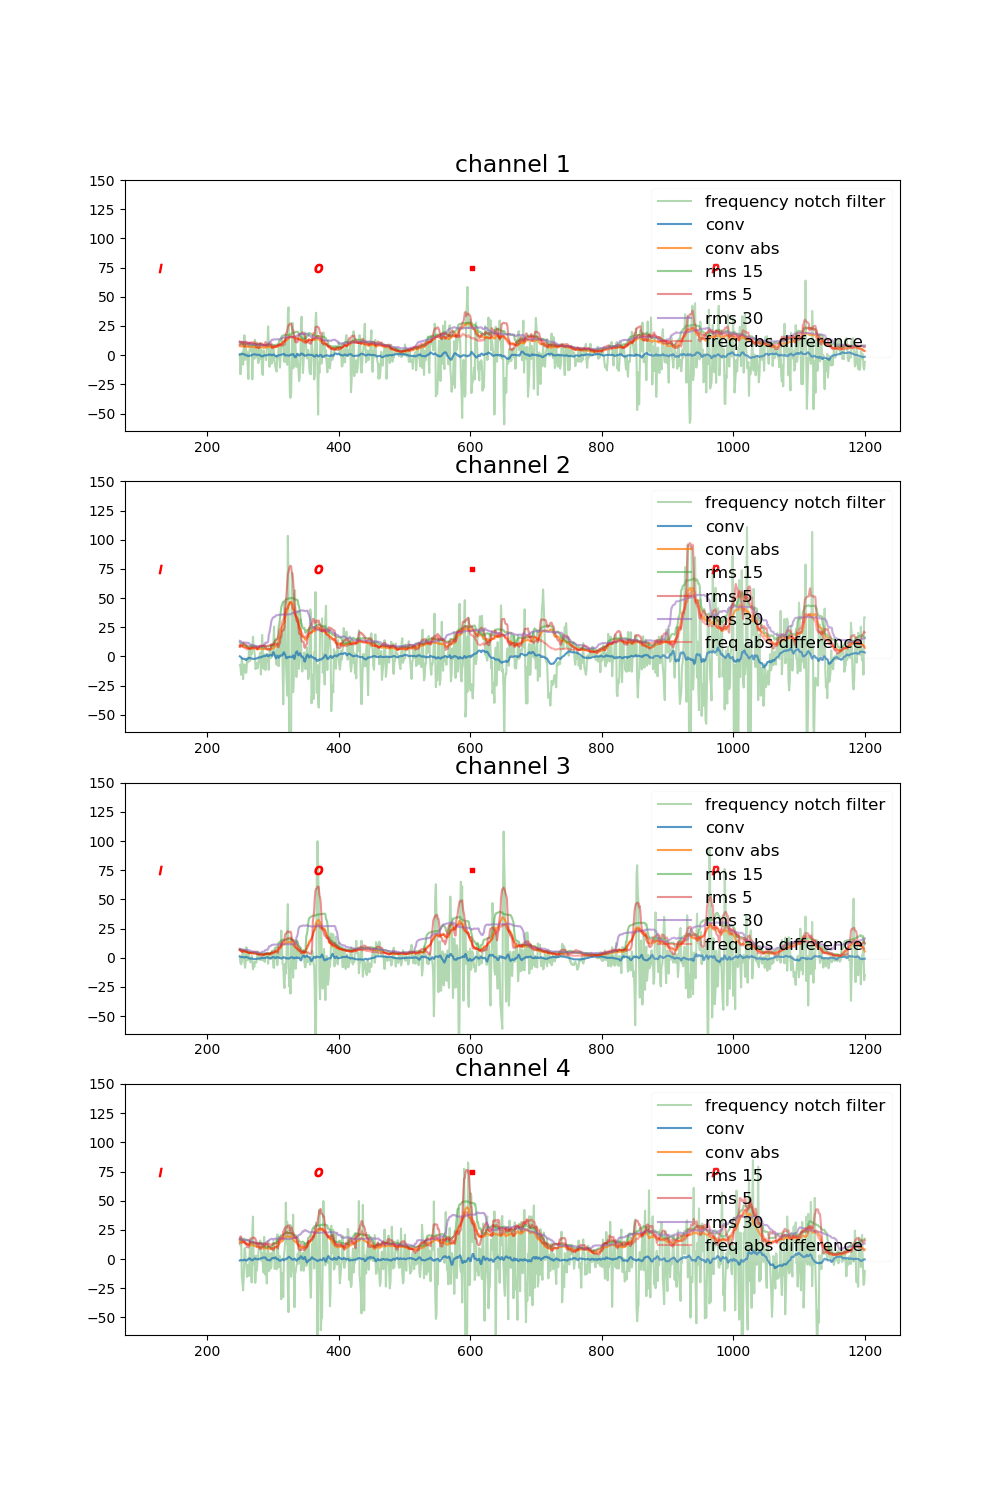 channel 1
150
125
100
75
50
25
0
−25
−50
frequency notch filter
conv
conv abs
rms 15
rms 5
rms 30
freq abs difference
I o . p
200 400 600 800 1000 1200
channel 2
150
125
100
75
50
25
0
−25
−50
frequency notch filter
conv
conv abs
rms 15
rms 5
rms 30
freq abs difference
I o . p
200 400 600 800 1000 1200
channel 3
150
125
100
75
50
25
0
−25
−50
frequency notch filter
conv
conv abs
rms 15
rms 5
rms 30
freq abs difference
I o . p
200 400 600 800 1000 1200
channel 4
150
125
100
75
50
25
0
−25
−50
frequency notch filter
conv
conv abs
rms 15
rms 5
rms 30
freq abs difference
I o . p
200 400 600 800 1000 1200